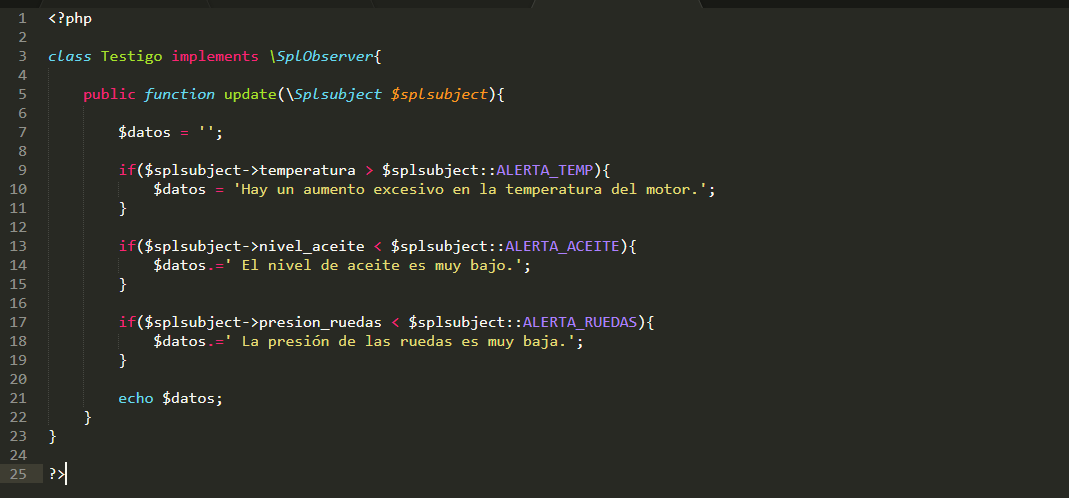 1 <?php
2
3 class Testigo implements \SplObserver{
4
5 public function update(\Splsubject $splsubject){
6
7 $datos = '';
8
9 if($splsubject->temperatura > $splsubject::ALERTA_TEMP){
10 $datos = 'Hay un aumento excesivo en la temperatura del motor.';
11 }
12
13 if($splsubject->nivel_aceite < $splsubject::ALERTA_ACEITE){
14 $datos.=' El nivel de aceite es muy bajo.';
15 }
16
17 if($splsubject->presion_ruedas < $splsubject::ALERTA_RUEDAS){
18 $datos.=' La presión de las ruedas es muy baja.';
19 }
20
21 echo $datos;
22 }
23 }
24
25 ?>